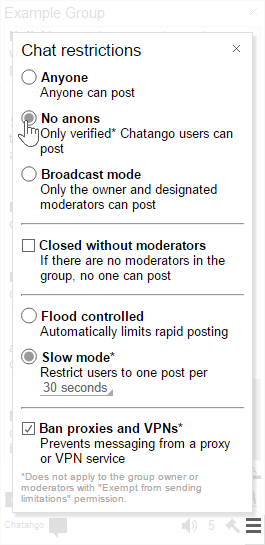 Example Group
Chat restrictions
Anyone
Anyone can post
No anons
Only verified* Chatango users can
post
Broadcast mode
Only the owner and designated
moderators can post
Closed without moderators
If there are no moderators in the
group, no one can post
Flood controlled
Automatically limits rapid posting
Slow mode*
Restrict users to one post per
30 seconds
Ban proxies and VPNs*
Prevents messaging from a proxy
or VPN service
*Does not apply to the group owner or
moderators with "Exempt from sending
limitations" permission.
Chatango
5